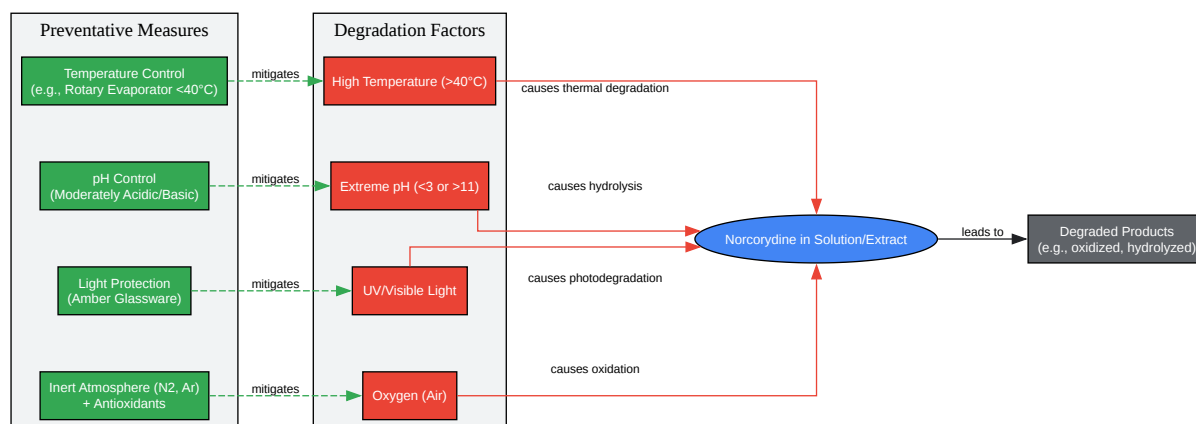 Preventative Measures
Degradation Factors
Temperature Control
(e.g., Rotary Evaporator <40°C)
mitigates
High Temperature (>40°C)
causes thermal degradation
pH Control
(Moderately Acidic/Basic)
mitigates
Extreme pH (<3 or >11)
causes hydrolysis
Norcorydine in Solution/Extract
leads to
Degraded Products
(e.g., oxidized, hydrolyzed)
Light Protection
(Amber Glassware)
mitigates
UV/Visible Light
causes photodegradation
Inert Atmosphere (N2, Ar)
+ Antioxidants
mitigates
Oxygen (Air)
causes oxidation